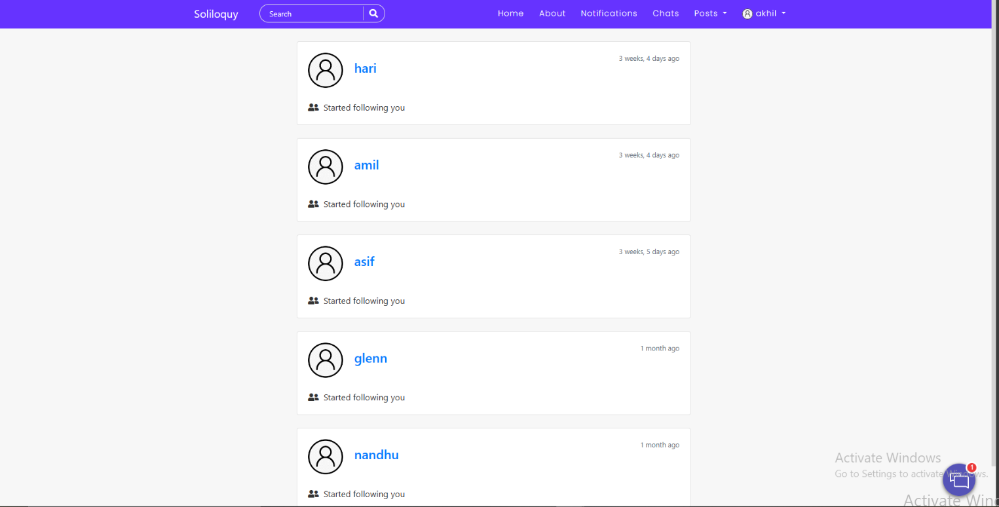 Soliloquy
Search
Home About Notifications Chats Posts akhil
hari
3 weeks, 4 days ago
Started following you
amil
3 weeks, 4 days ago
Started following you
asif
3 weeks, 5 days ago
Started following you
glenn
1 month ago
Started following you
nandhu
1 month ago
Started following you
Activate Windows
Go to Settings to activate Windows.
1
Activate Wind